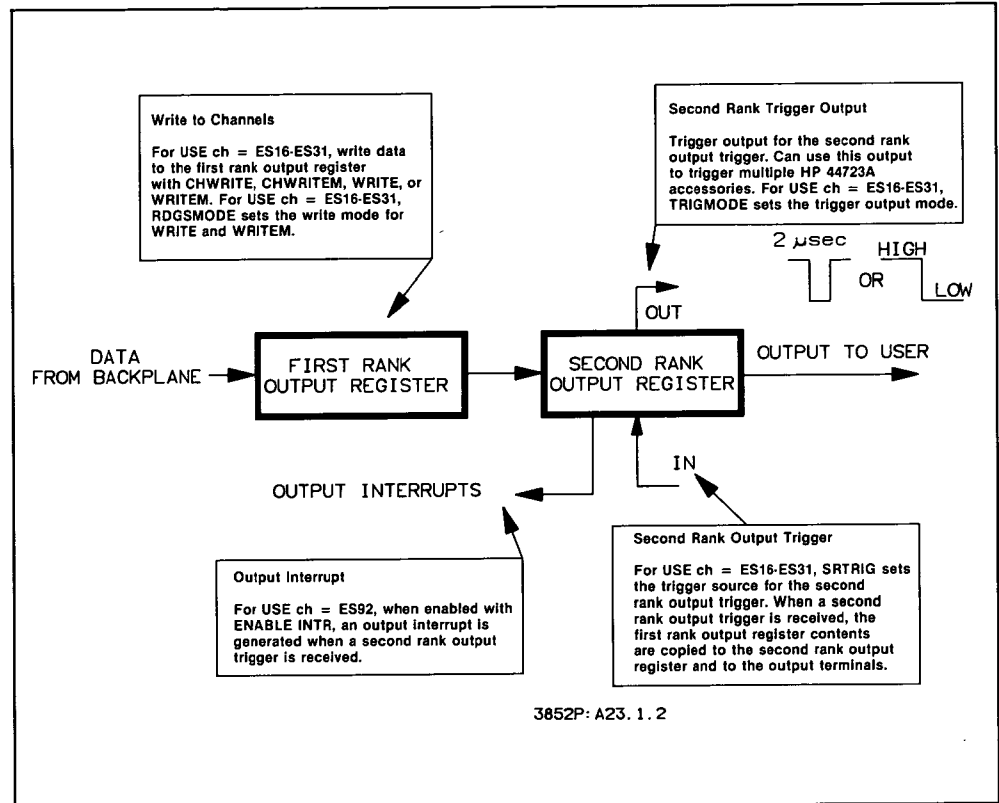 Write to Channels
For USE ch = ES16-ES31, write data
to the first rank output register
with CHWRITE, CHWRITEM, WRITE, or
WRITEM. For USE ch = ES16-ES31,
RDGSMODE sets the write mode for
WRITE and WRITEM.
Second Rank Trigger Output
Trigger output for the second rank
output trigger. Can use this output
to trigger multiple HP 44723A
accessories. For USE ch = ES16-ES31,
TRIGMODE sets the trigger output mode.
2 µsec
HIGH
OR
LOW
OUT
DATA
FROM BACKPLANE
FIRST RANK
OUTPUT REGISTER
SECOND RANK
OUTPUT REGISTER
OUTPUT TO USER
IN
OUTPUT INTERRUPTS
Output Interrupt
For USE ch = ES92, when enabled with
ENABLE INTR, an output interrupt is
generated when a second rank output
trigger is received.
Second Rank Output Trigger
For USE ch = ES16-ES31, SRTRIG sets
the trigger source for the second
rank output trigger. When a second
rank output trigger is received, the
first rank output register contents
are copied to the second rank output
register and to the output terminals.
3852P: A23.1.2